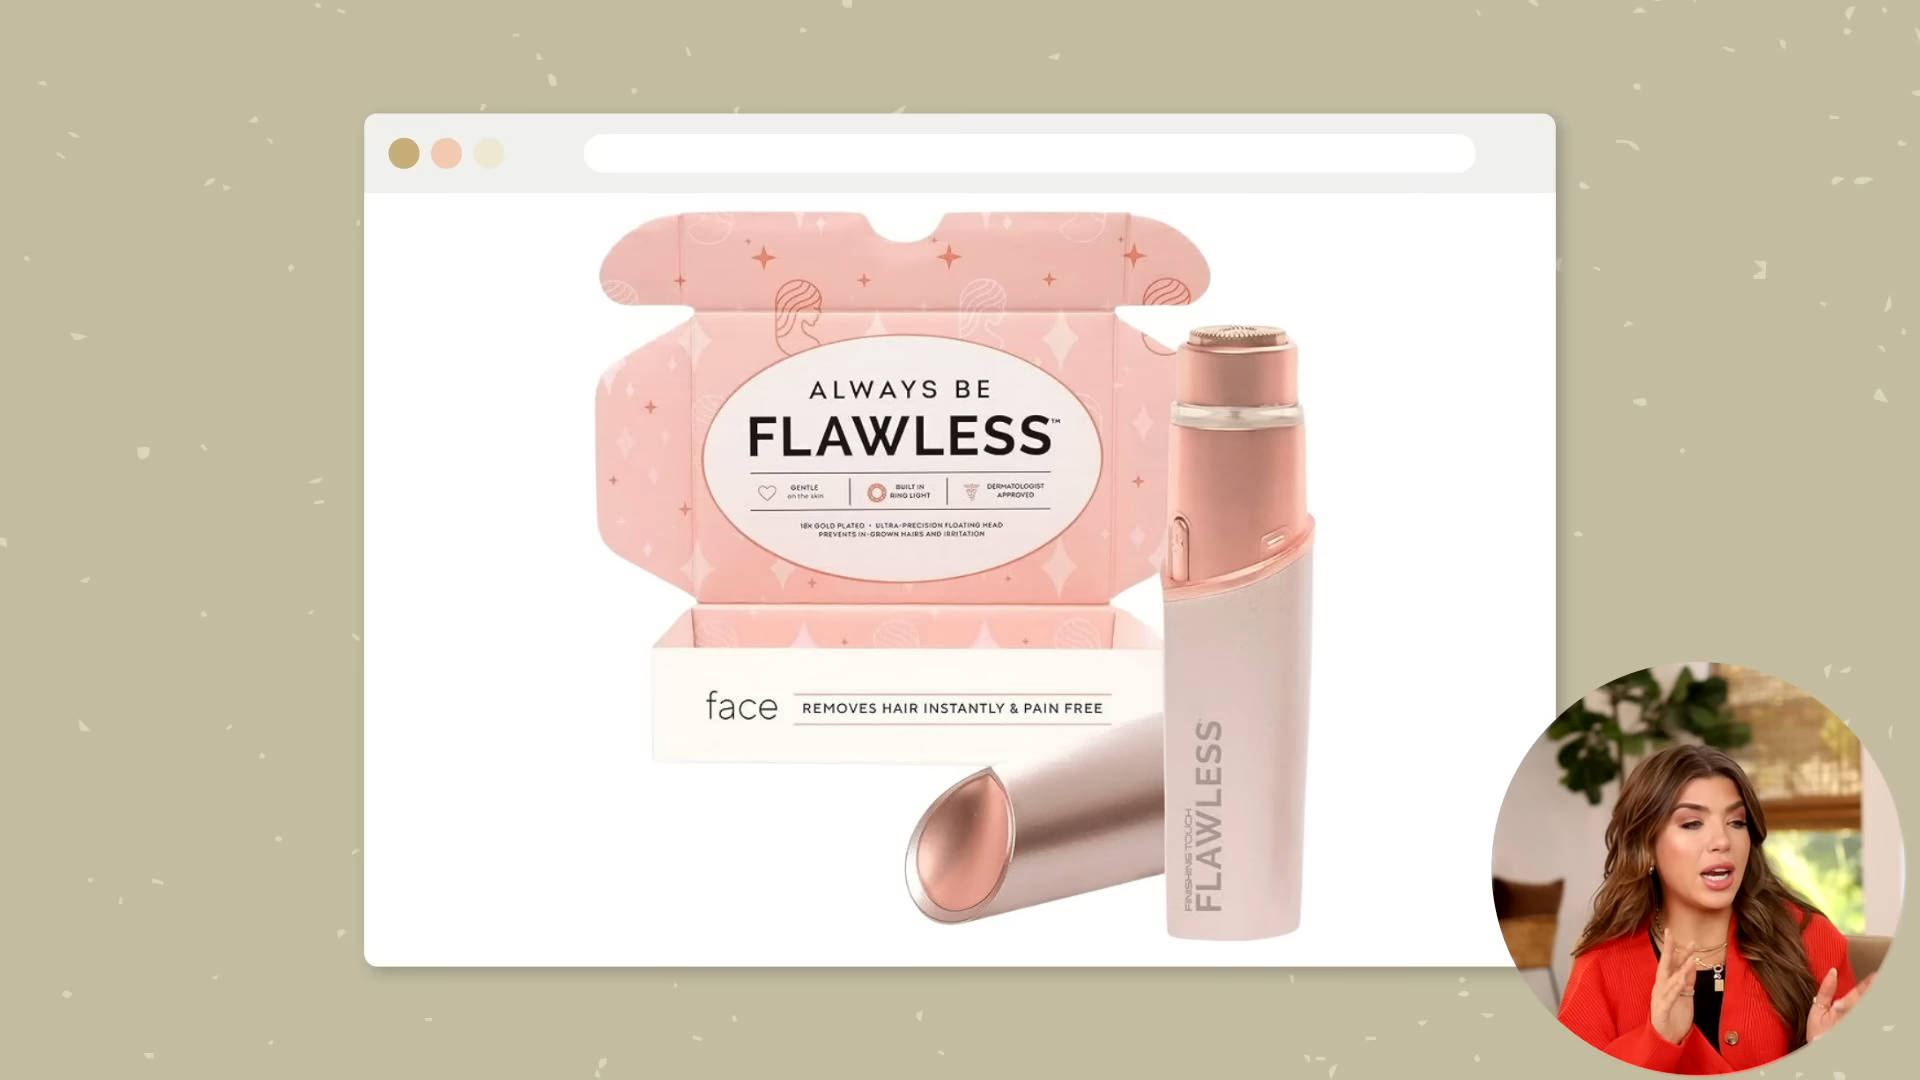 ALWAYS BE
FLAWLESS™
GENTLE
on the skin
BUILT IN
RING LIGHT
DERMATOLOGIST
APPROVED
18K GOLD PLATED • ULTRA-PRECISION FLOATING HEAD
PREVENTS IN-GROWN HAIRS AND IRRITATION
face
REMOVES HAIR INSTANTLY & PAIN FREE
FINISHING TOUCH
FLAWLESS